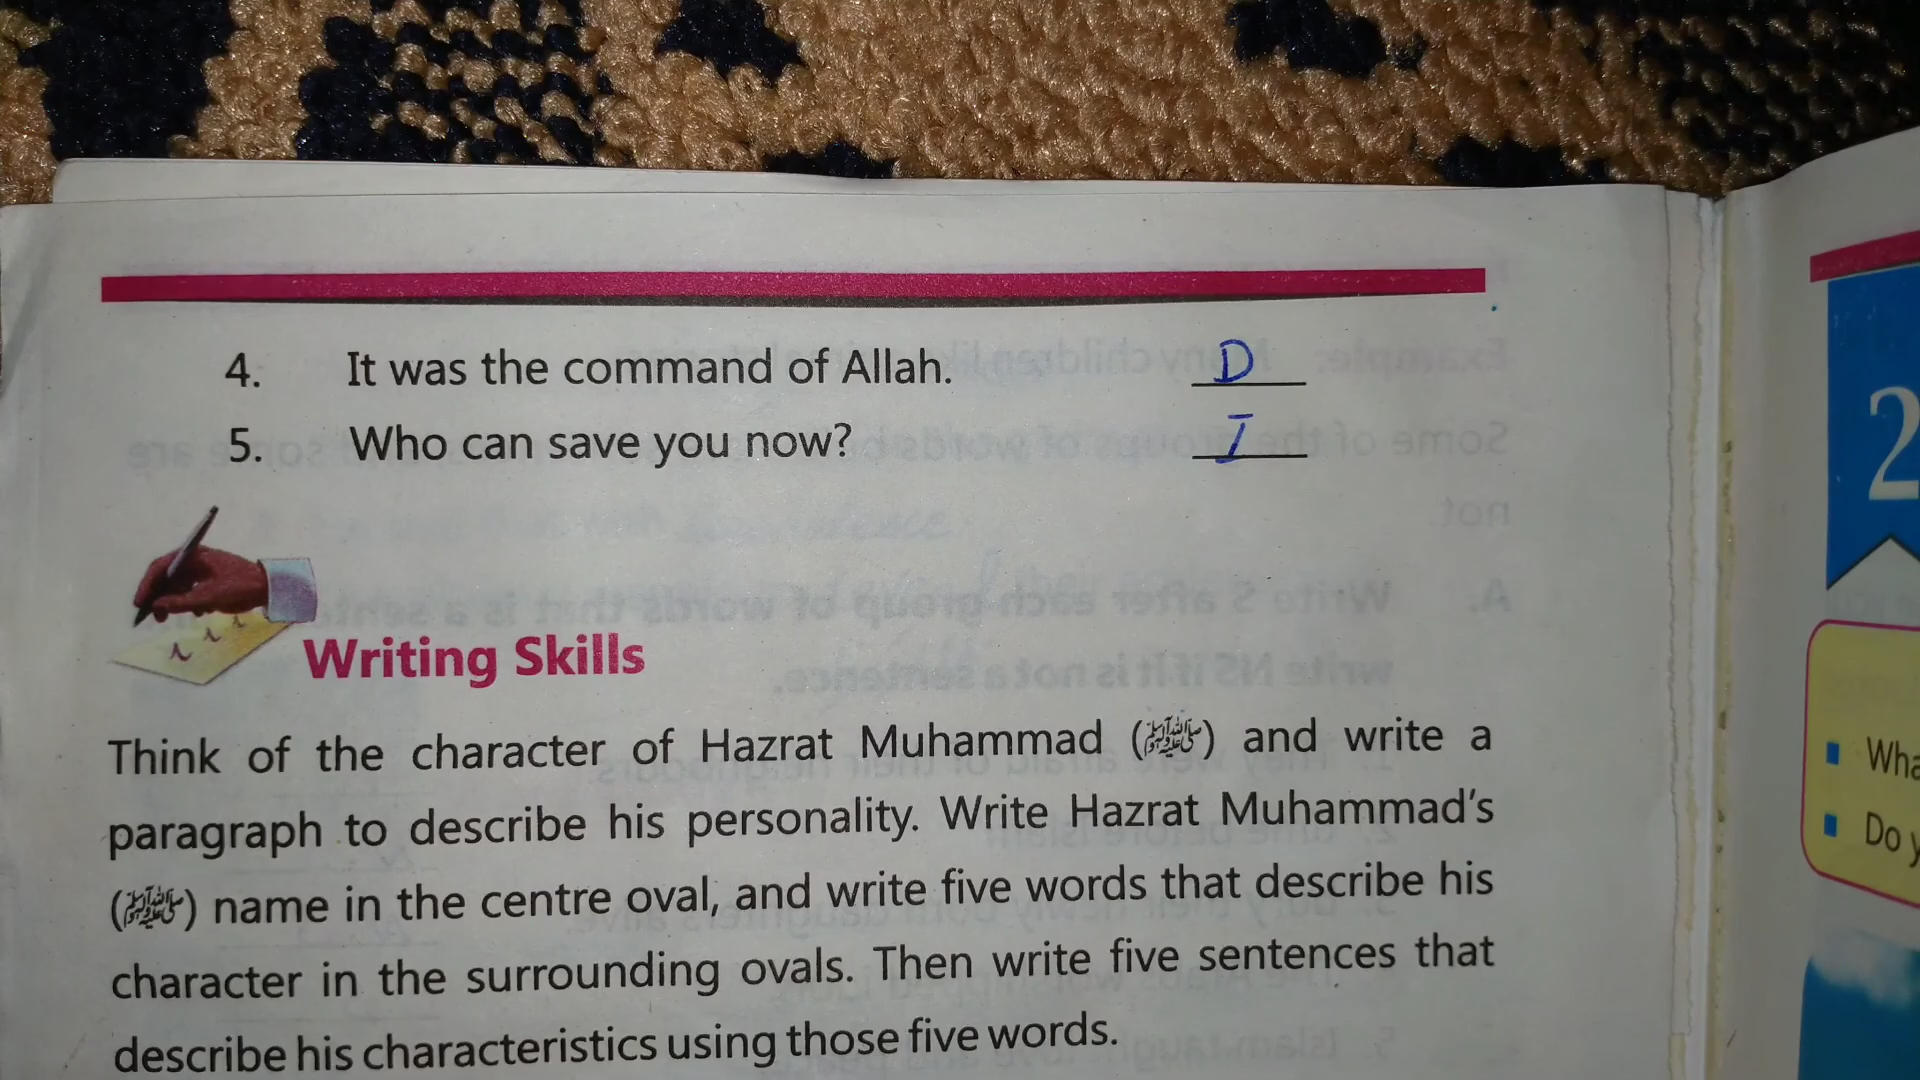 4. It was the command of Allah. D
5. Who can save you now? I
Writing Skills
Think of the character of Hazrat Muhammad (ﷺ) and write a
paragraph to describe his personality. Write Hazrat Muhammad's
(ﷺ) name in the centre oval, and write five words that describe his
character in the surrounding ovals. Then write five sentences that
describe his characteristics using those five words.
2
Do